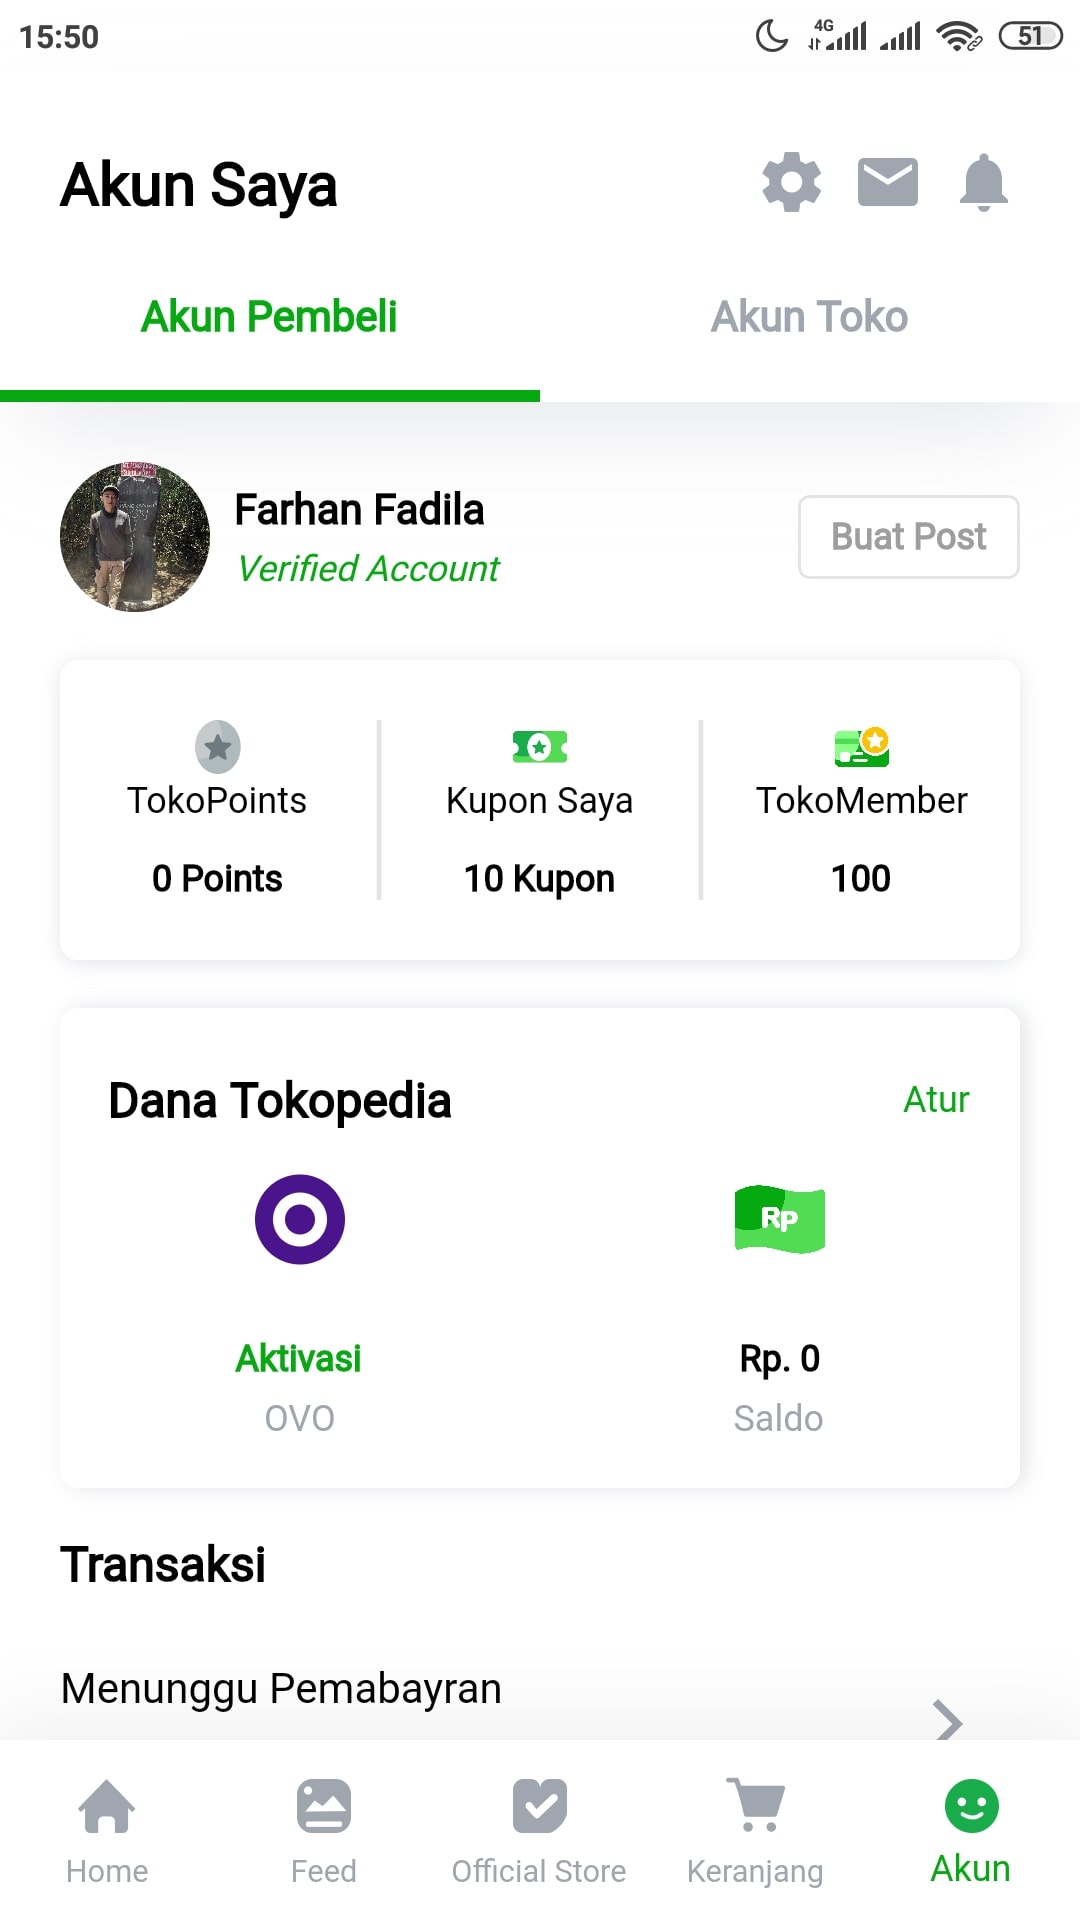 15:50
4G
51
Akun Saya
Akun Pembeli
Akun Toko
Farhan Fadila
Verified Account
Buat Post
TokoPoints
Kupon Saya
TokoMember
0 Points
10 Kupon
100
Dana Tokopedia
Atur
Rp
Aktivasi
Rp. 0
OVO
Saldo
Transaksi
Menunggu Pemabayran
Home
Feed
Official Store
Keranjang
Akun